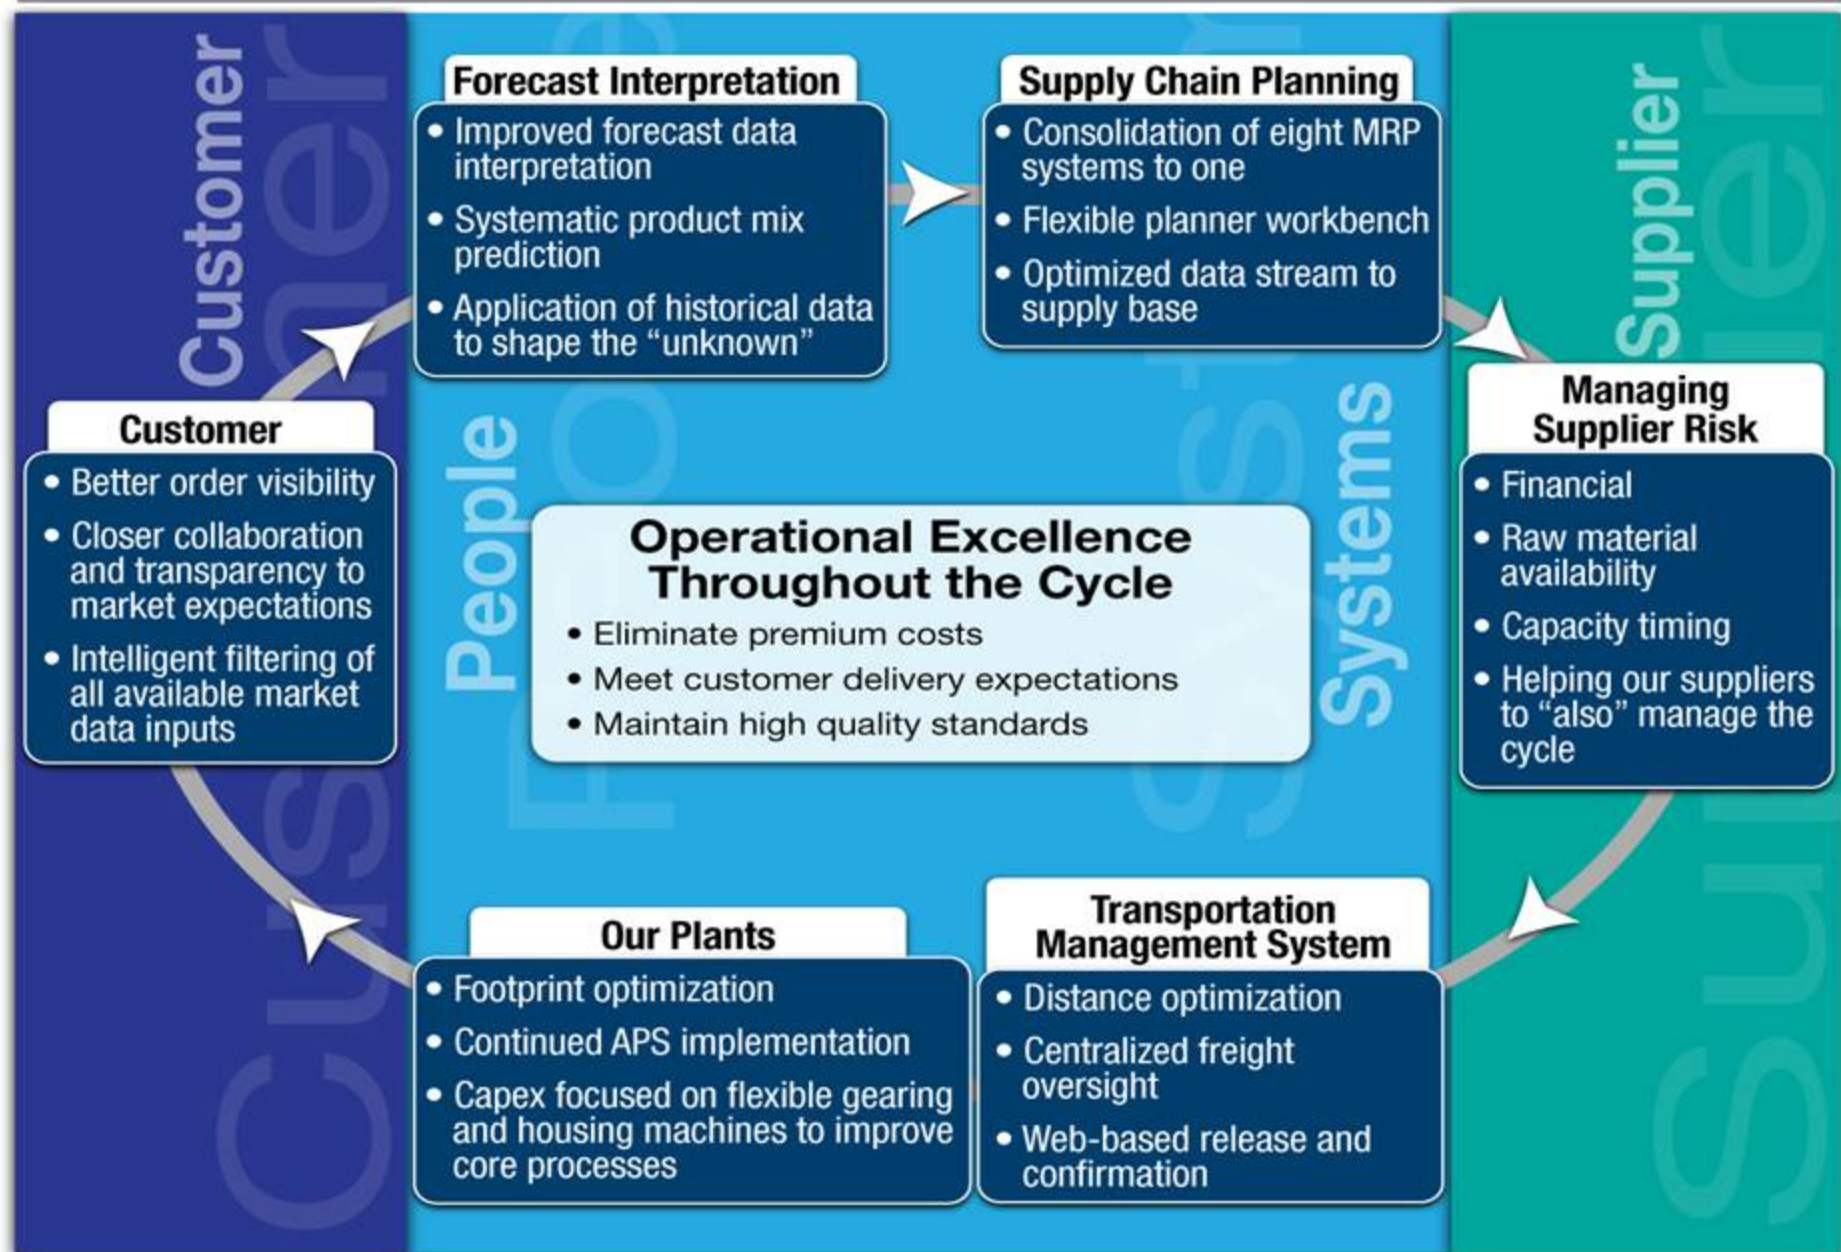 Customer
Customer
People
People
Systems
Systems
Supplier
Supplier
Forecast Interpretation
• Improved forecast data
interpretation
• Systematic product mix
prediction
• Application of historical data
to shape the “unknown”
Supply Chain Planning
• Consolidation of eight MRP
systems to one
• Flexible planner workbench
• Optimized data stream to
supply base
Managing
Supplier Risk
• Financial
• Raw material
availability
• Capacity timing
• Helping our suppliers
to “also” manage the
cycle
Transportation
Management System
• Distance optimization
• Centralized freight
oversight
• Web-based release and
confirmation
Our Plants
• Footprint optimization
• Continued APS implementation
• Capex focused on flexible gearing
and housing machines to improve
core processes
Customer
• Better order visibility
• Closer collaboration
and transparency to
market expectations
• Intelligent filtering of
all available market
data inputs
Operational Excellence
Throughout the Cycle
• Eliminate premium costs
• Meet customer delivery expectations
• Maintain high quality standards